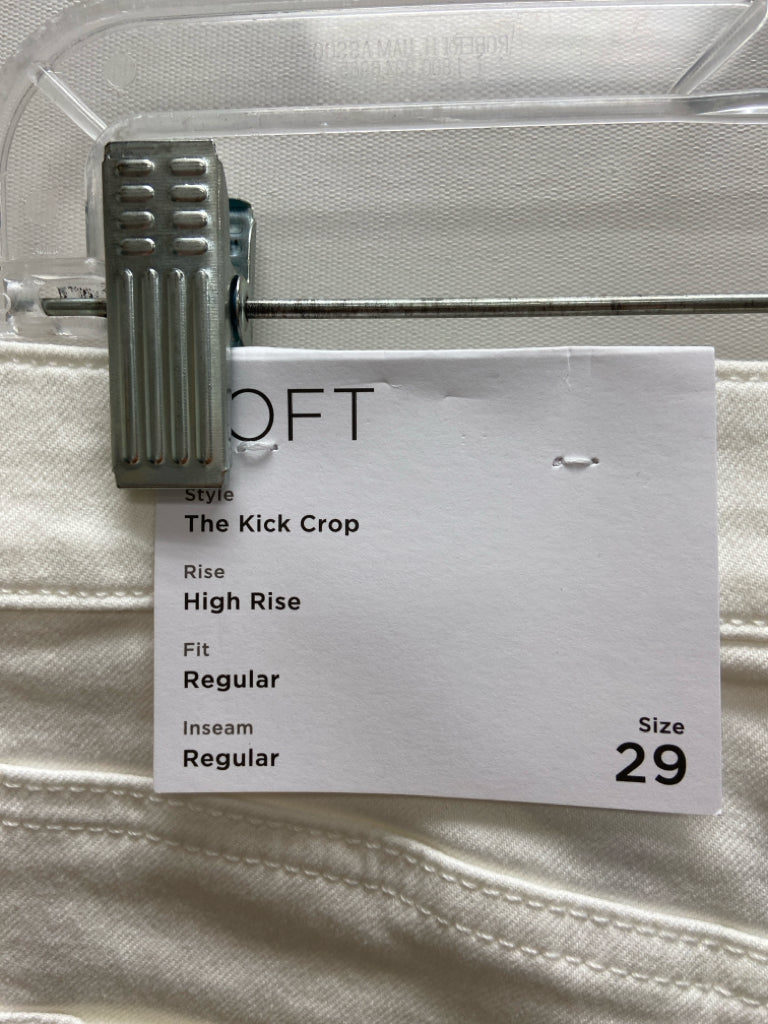 OFT
Style
The Kick Crop
Rise
High Rise
Fit
Regular
Inseam
Regular
Size
29